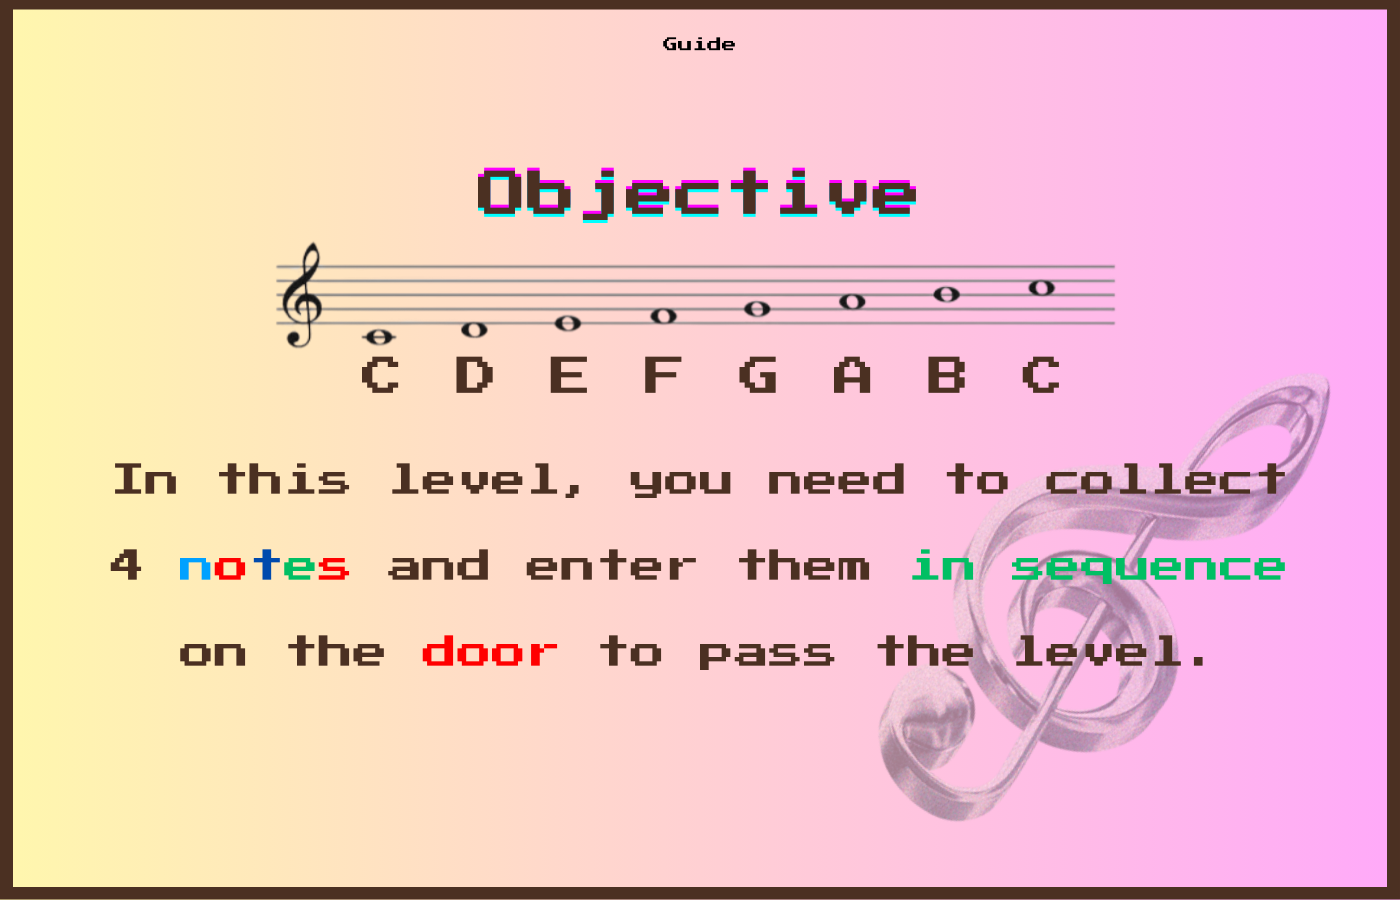 Guide
Objective
C D E F G A B C
In this level, you need to collect
4 notes and enter them in sequence
on the door to pass the level.